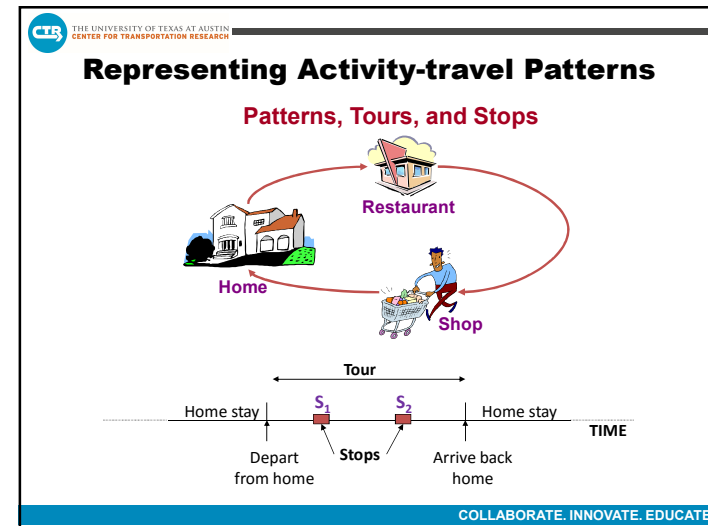 CTR
THE UNIVERSITY OF TEXAS AT AUSTIN
CENTER FOR TRANSPORTATION RESEARCH
Representing Activity-travel Patterns
Patterns, Tours, and Stops
Restaurant
Home
Shop
Tour
Home stay
S₁
S₂
Home stay
TIME
Depart
from home
Stops
Arrive back
home
COLLABORATE. INNOVATE. EDUCATE